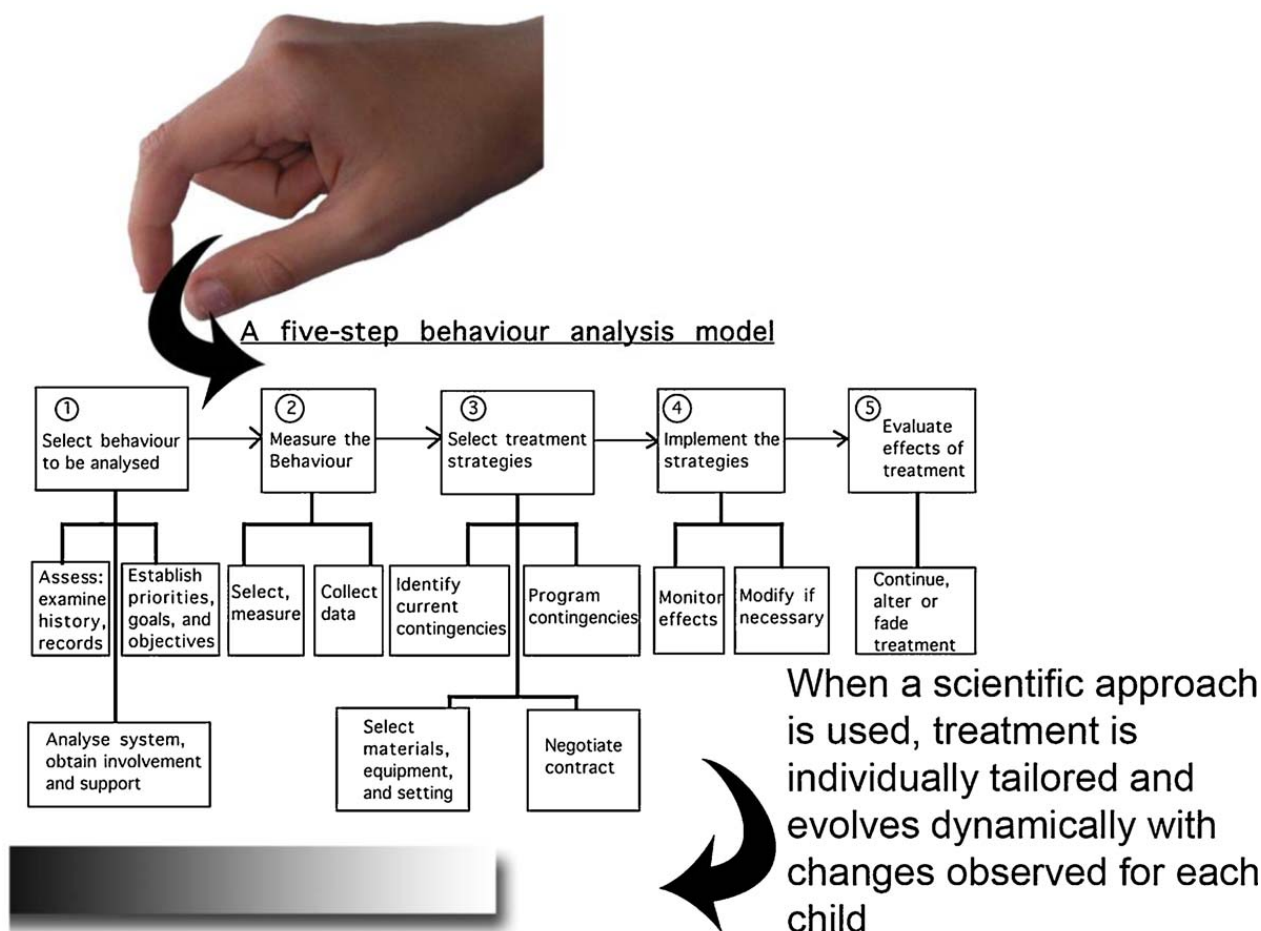 A five-step behaviour analysis model
1
Select behaviour
to be analysed
2
Measure the
Behaviour
3
Select treatment
strategies
4
Implement the
strategies
5
Evaluate
effects of
treatment
Assess:
examine
history,
records
Establish
priorities,
goals, and
objectives
Select,
measure
Collect
data
Identify
current
contingencies
Program
contingencies
Monitor
effects
Modify if
necessary
Continue,
alter or
fade
treatment
Analyse system,
obtain involvement
and support
Select
materials,
equipment,
and setting
Negotiate
contract
When a scientific approach
is used, treatment is
individually tailored and
evolves dynamically with
changes observed for each
child